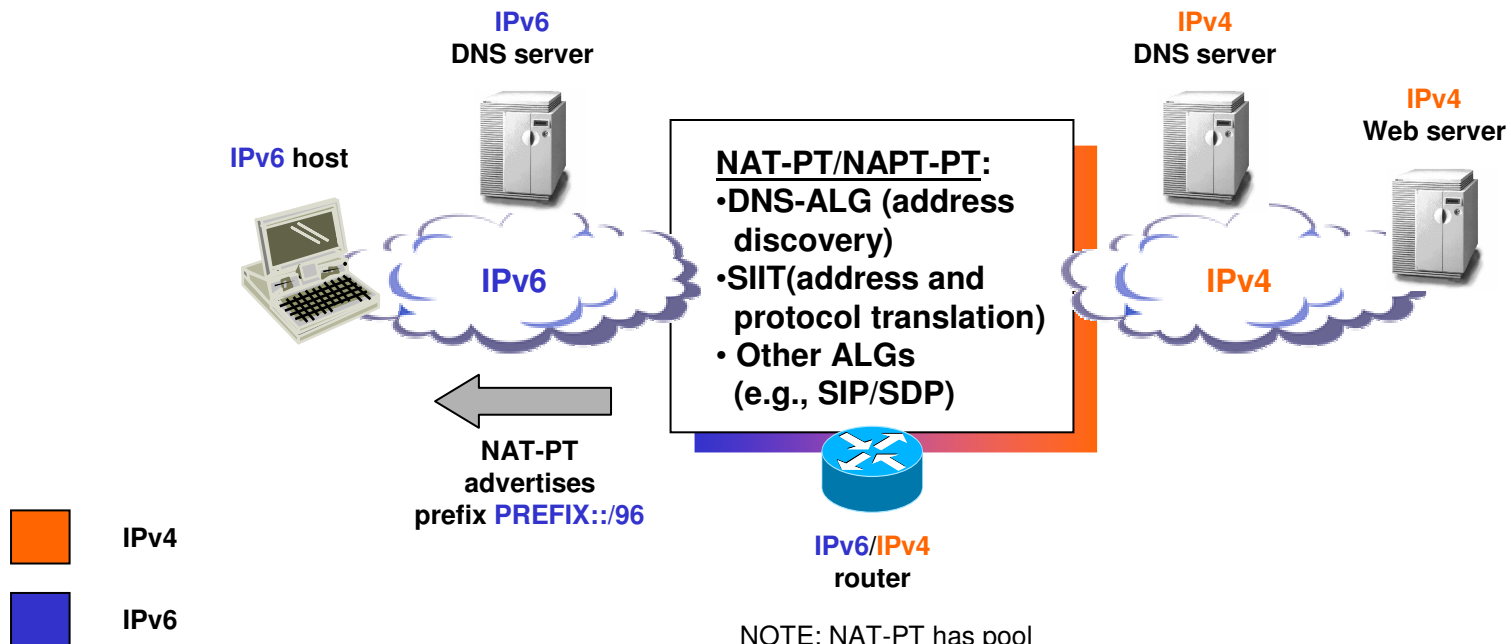 IPv6
DNS server
IPv4
DNS server
IPv4
Web server
IPv6 host
NAT-PT/NAPT-PT:
•DNS-ALG (address
discovery)
•SIIT(address and
protocol translation)
• Other ALGs
(e.g., SIP/SDP)
IPv6
IPv4
NAT-PT
advertises
prefix PREFIX::/96
IPv6/IPv4
router
IPv4
IPv6
NOTE: NAT-PT has pool